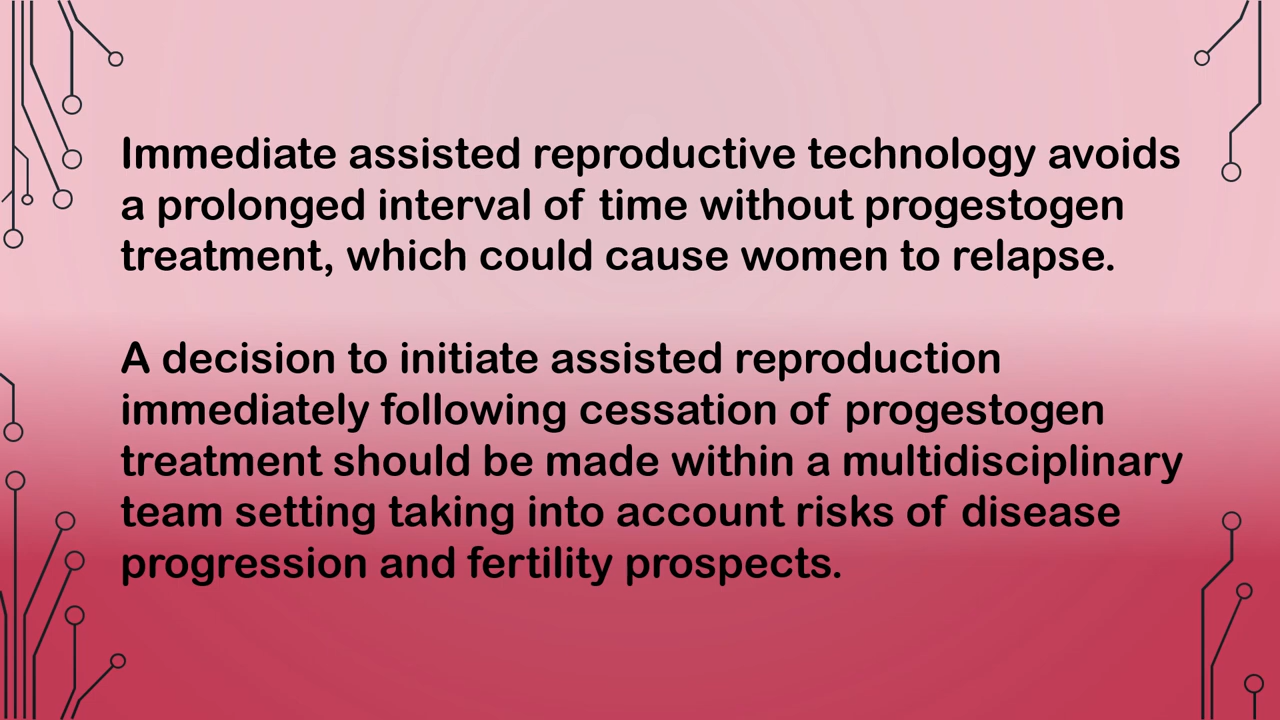 Immediate assisted reproductive technology avoids
a prolonged interval of time without progestogen
treatment, which could cause women to relapse.
A decision to initiate assisted reproduction
immediately following cessation of progestogen
treatment should be made within a multidisciplinary
team setting taking into account risks of disease
progression and fertility prospects.